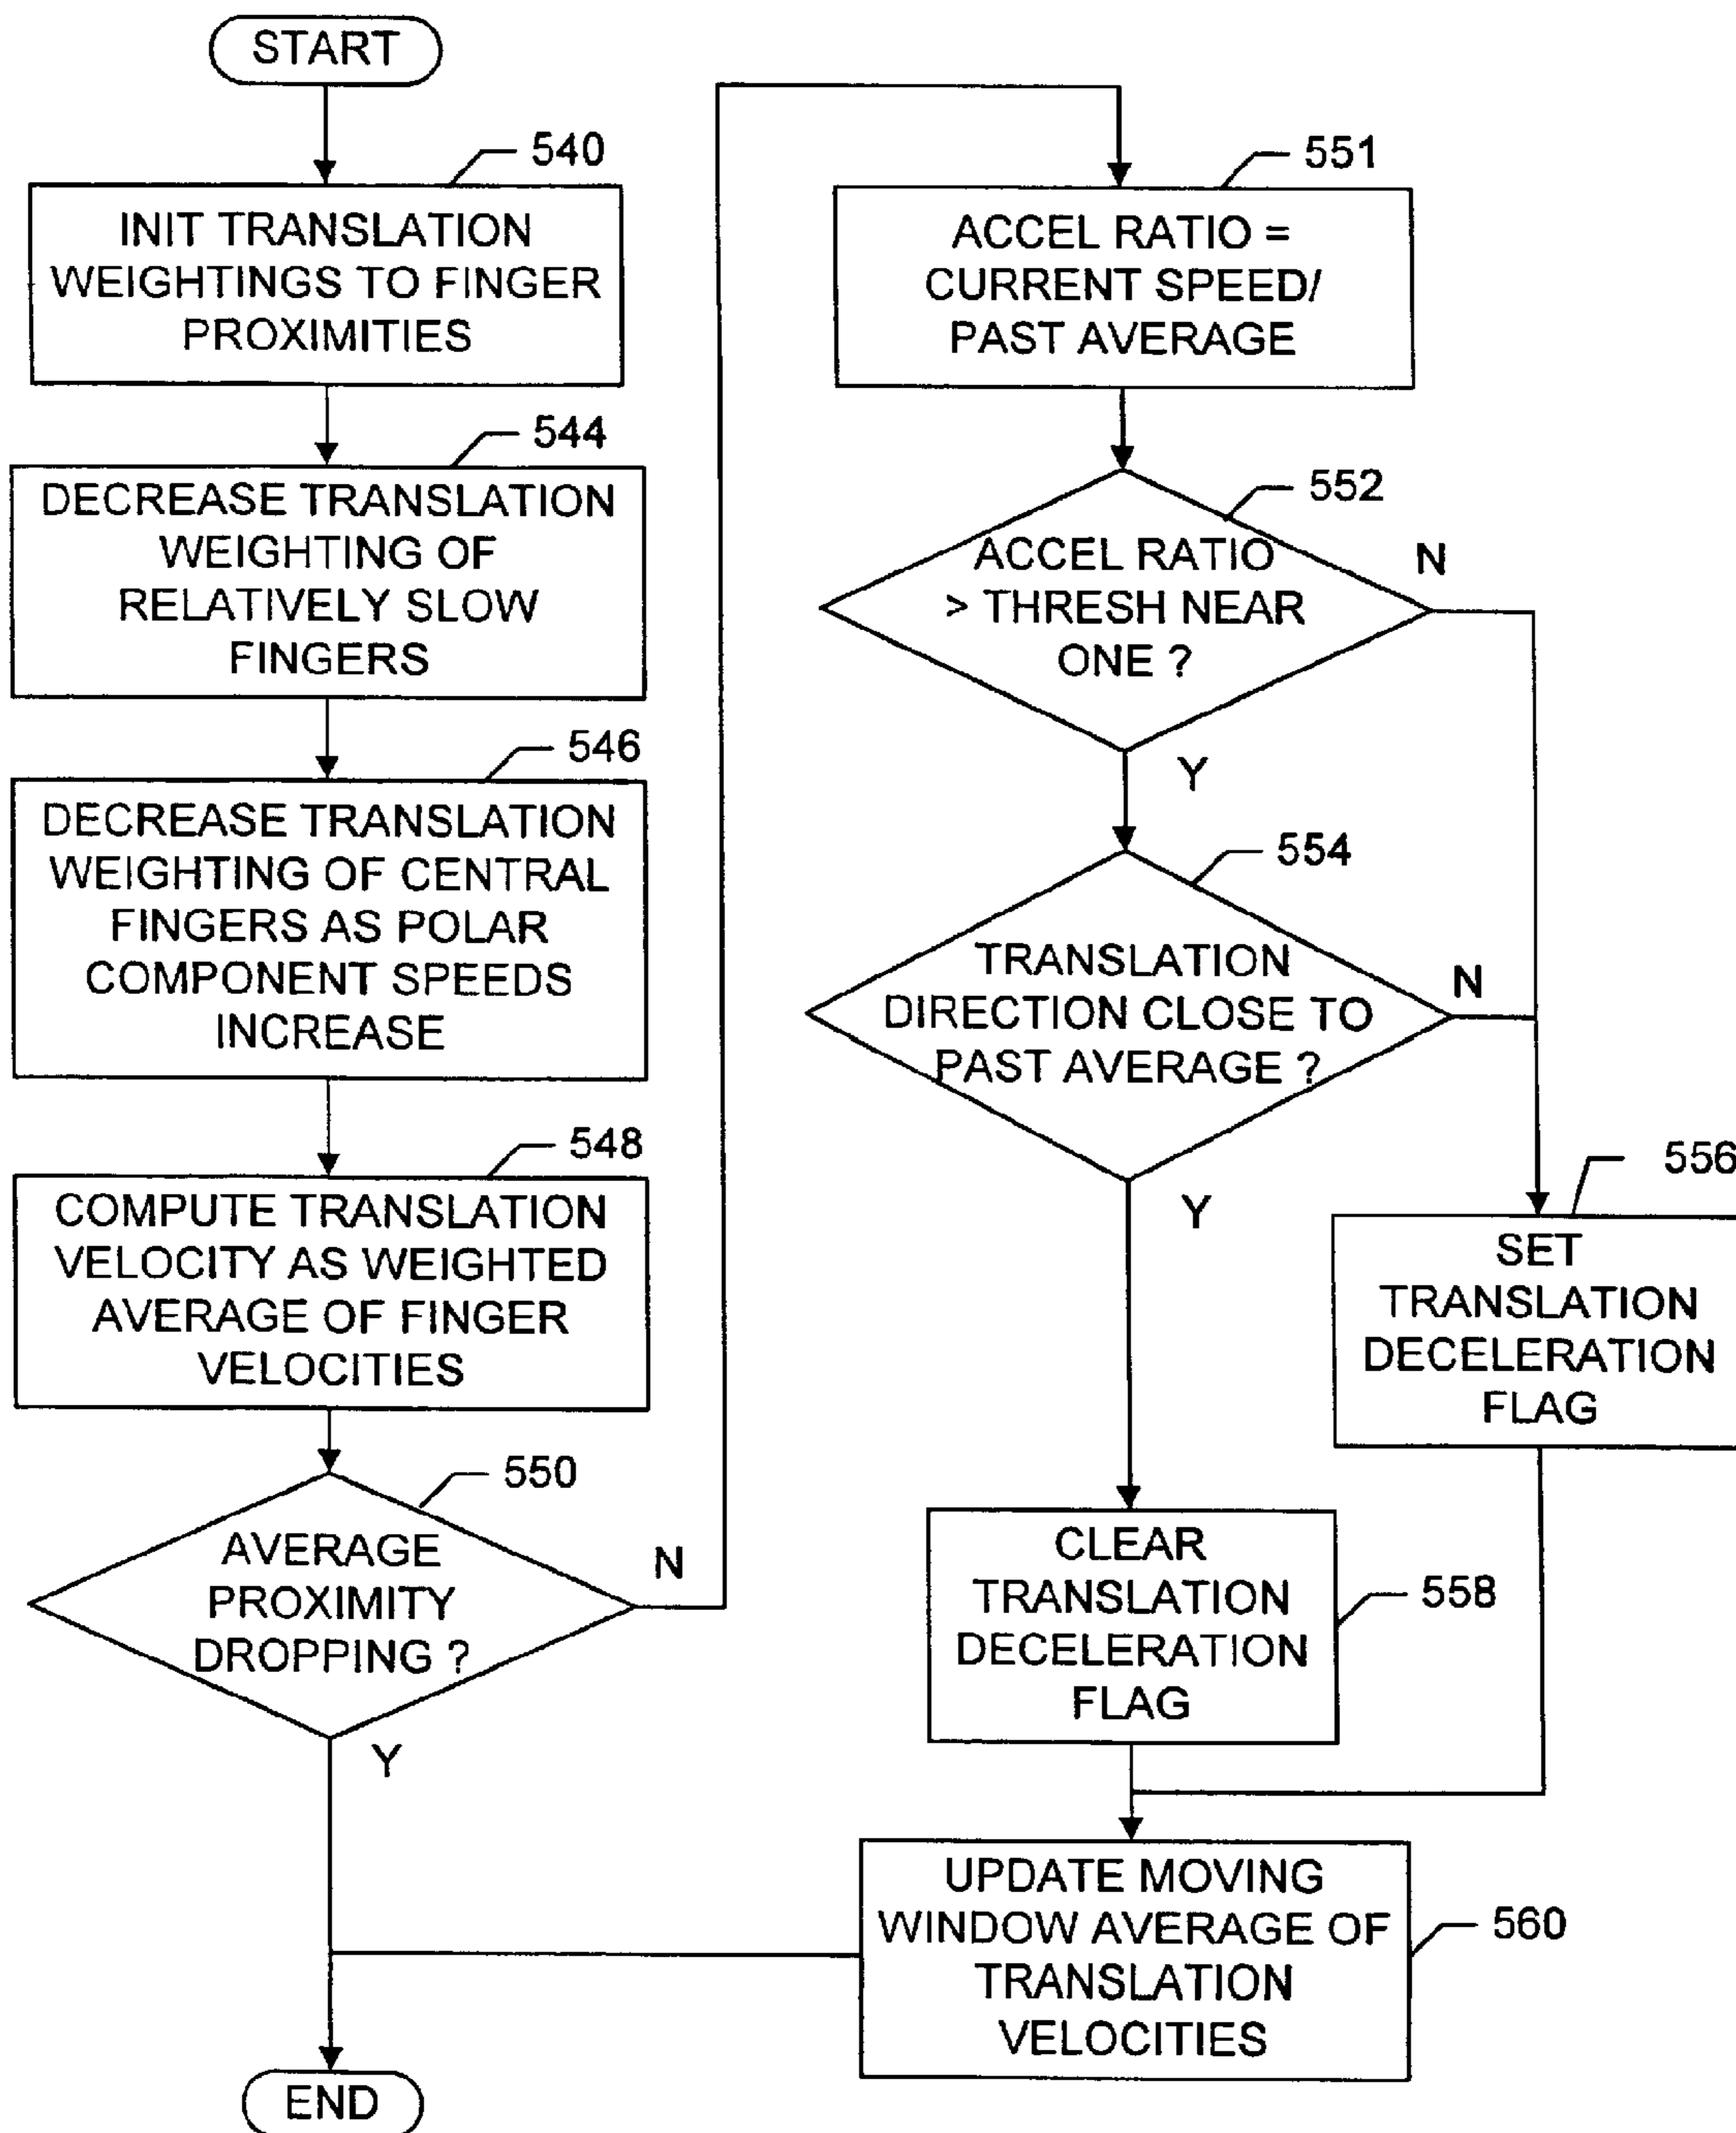 START
540
INIT TRANSLATION
WEIGHTINGS TO FINGER
PROXIMITIES
544
DECREASE TRANSLATION
WEIGHTING OF
RELATIVELY SLOW
FINGERS
546
DECREASE TRANSLATION
WEIGHTING OF CENTRAL
FINGERS AS POLAR
COMPONENT SPEEDS
INCREASE
548
COMPUTE TRANSLATION
VELOCITY AS WEIGHTED
AVERAGE OF FINGER
VELOCITIES
550
AVERAGE
PROXIMITY
DROPPING ?
N
Y
551
ACCEL RATIO =
CURRENT SPEED/
PAST AVERAGE
552
ACCEL RATIO
> THRESH NEAR
ONE ?
N
Y
554
TRANSLATION
DIRECTION CLOSE TO
PAST AVERAGE ?
N
Y
556
SET
TRANSLATION
DECELERATION
FLAG
558
CLEAR
TRANSLATION
DECELERATION
FLAG
560
UPDATE MOVING
WINDOW AVERAGE OF
TRANSLATION
VELOCITIES
END